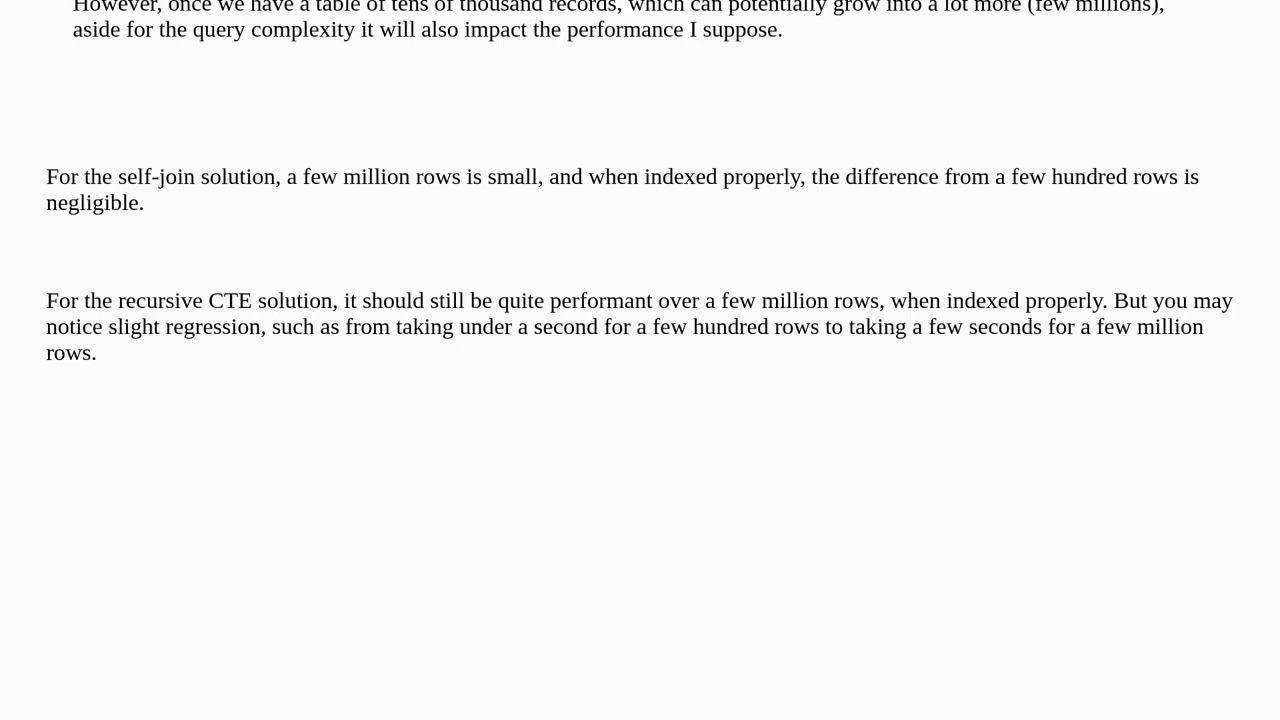 However, once we have a table of tens of thousand records, which can potentially grow into a lot more (few millions),
aside for the query complexity it will also impact the performance I suppose.
For the self-join solution, a few million rows is small, and when indexed properly, the difference from a few hundred rows is
negligible.
For the recursive CTE solution, it should still be quite performant over a few million rows, when indexed properly. But you may
notice slight regression, such as from taking under a second for a few hundred rows to taking a few seconds for a few million
rows.